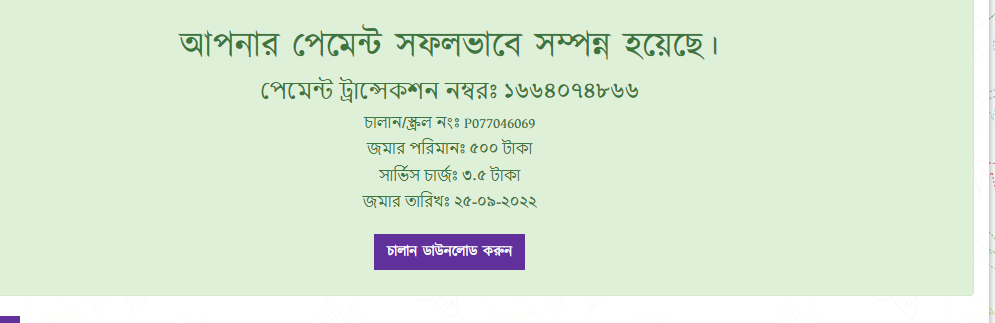 আপনার পেমেন্ট সফলভাবে সম্পন্ন হয়েছে।
পেমেন্ট ট্রান্সেকশন নম্বরঃ ১৬৬৪০৭৪৮৬৬
চালান/স্ক্রল নংঃ P077046069
জমার পরিমানঃ ৫০০ টাকা
সার্ভিস চার্জঃ ৩.৫ টাকা
জমার তারিখঃ ২৫-০৯-২০২২
চালান ডাউনলোড করুন